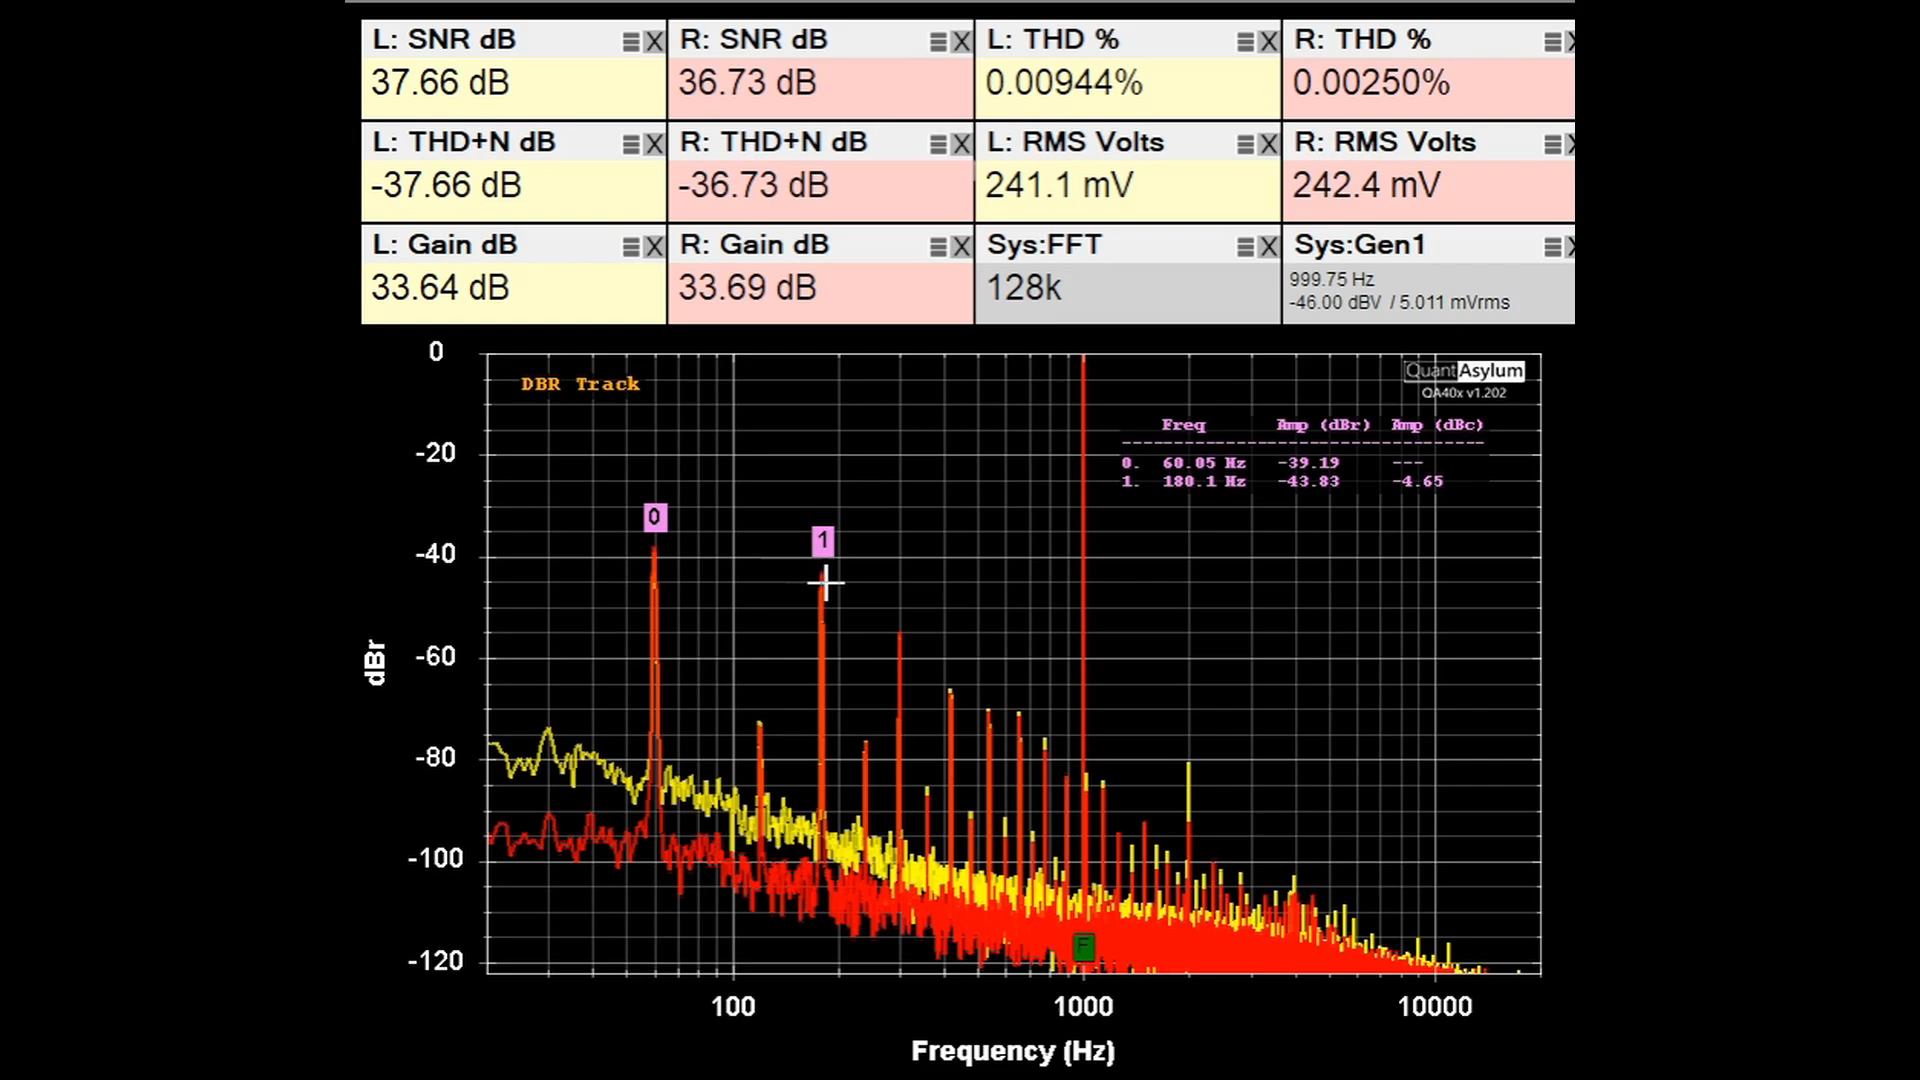 L: SNR dB
37.66 dB
R: SNR dB
36.73 dB
L: THD %
0.00944%
R: THD %
0.00250%
L: THD+N dB
-37.66 dB
R: THD+N dB
-36.73 dB
L: RMS Volts
241.1 mV
R: RMS Volts
242.4 mV
L: Gain dB
33.64 dB
R: Gain dB
33.69 dB
Sys:FFT
128k
Sys:Gen1
999.75 Hz
-46.00 dBV / 5.011 mVrms
DBR Track
QuantAsylum
QA40x v1.202
Freq Amp (dBr) Amp (dBc)
0. 60.05 Hz -39.19 ---
1. 180.1 Hz -43.83 -4.65
0
1
F
0
-20
-40
-60
-80
-100
-120
dBr
100 1000 10000
Frequency (Hz)